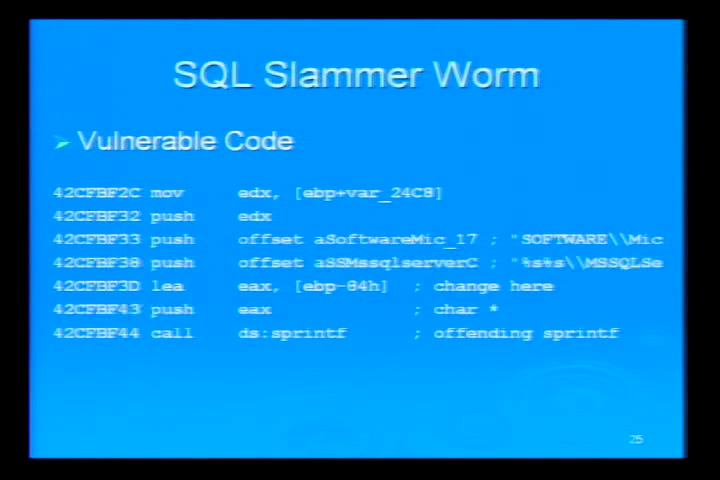 SQL Slammer Worm
Vulnerable Code
42CFBF2C mov edx, [ebp+var_24C8]
42CFBF32 push edx
42CFBF33 push offset aSoftwareMic_17 ; "SOFTWARE\\Mic
42CFBF38 push offset aSSMssqlserverC ; "%s%s\\MSSQLSe
42CFBF3D lea eax, [ebp-84h] ; change here
42CFBF43 push eax ; char *
42CFBF44 call ds:sprintf ; offending sprintf
25